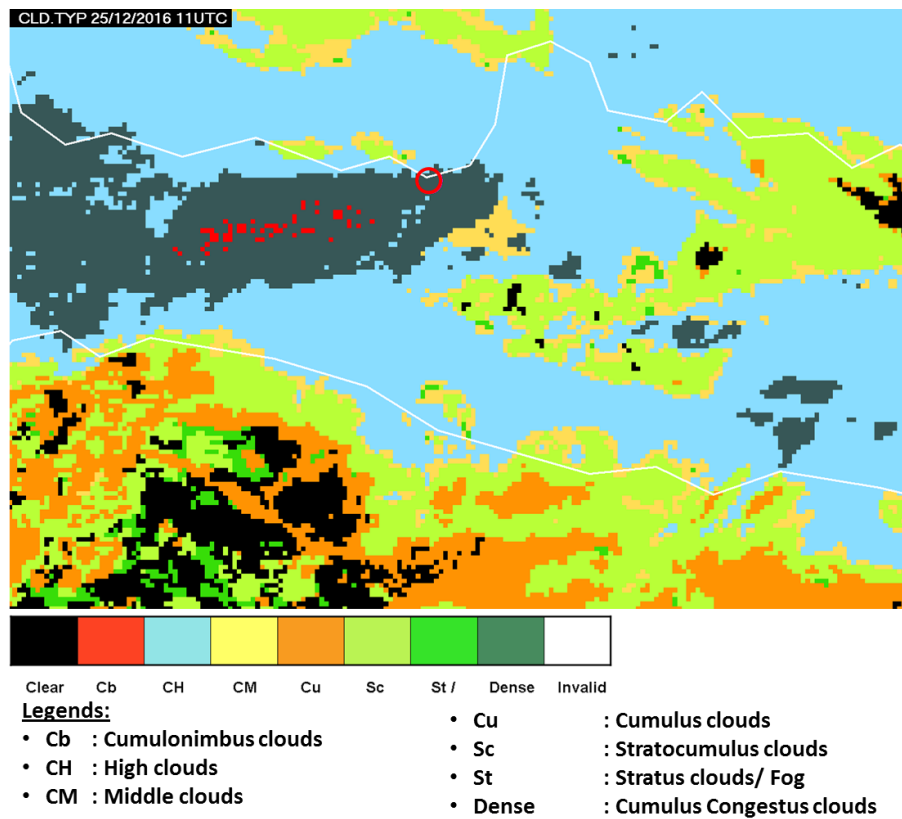 CLD.TYP 25/12/2016 11UTC
Clear Cb CH CM Cu Sc St / Dense Invalid
Legends:
• Cb : Cumulonimbus clouds
• CH : High clouds
• CM : Middle clouds
• Cu : Cumulus clouds
• Sc : Stratocumulus clouds
• St : Stratus clouds/ Fog
• Dense : Cumulus Congestus clouds